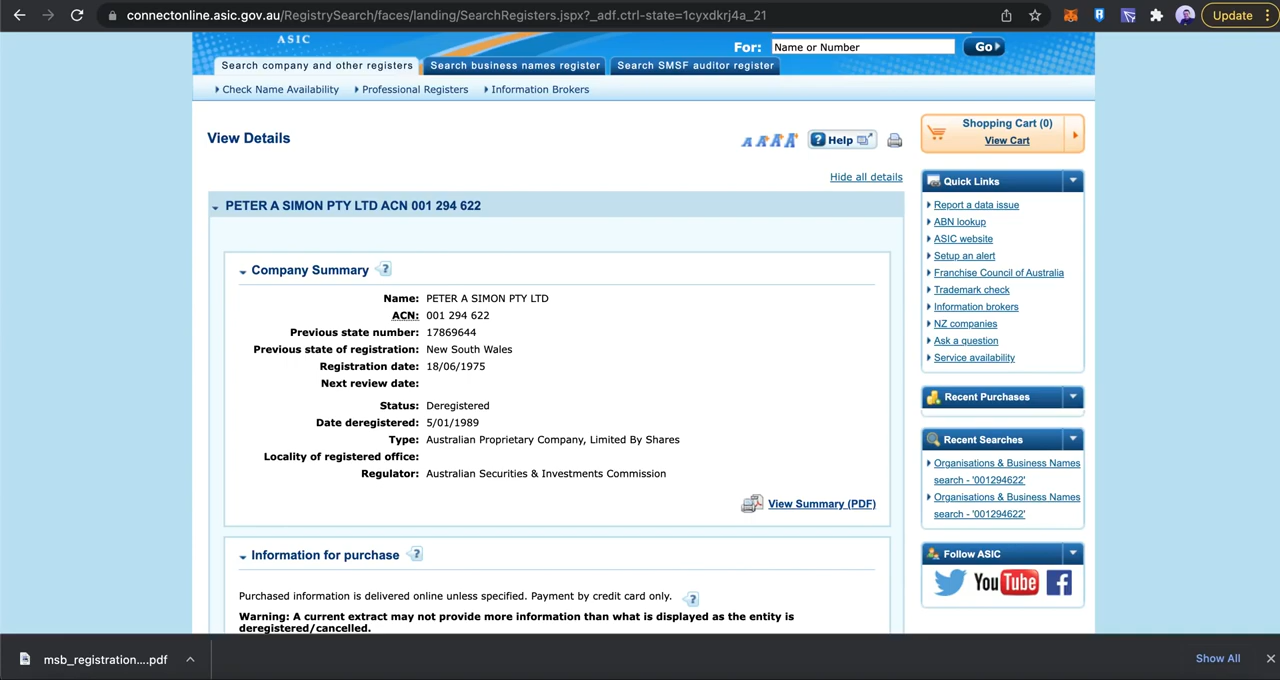 connectonline.asic.gov.au/RegistrySearch/faces/landing/SearchRegisters.jspx?_adf.ctrl-state=1cyxdkrj4a_21
Update
ASIC
For:
Name or Number
Go
Search company and other registers
Search business names register
Search SMSF auditor register
Check Name Availability
Professional Registers
Information Brokers
View Details
A A A A
? Help
Shopping Cart (0)
View Cart
Hide all details
PETER A SIMON PTY LTD ACN 001 294 622
Company Summary ?
Name: PETER A SIMON PTY LTD
ACN: 001 294 622
Previous state number: 17869644
Previous state of registration: New South Wales
Registration date: 18/06/1975
Next review date:
Status: Deregistered
Date deregistered: 5/01/1989
Type: Australian Proprietary Company, Limited By Shares
Locality of registered office:
Regulator: Australian Securities & Investments Commission
View Summary (PDF)
Information for purchase ?
Purchased information is delivered online unless specified. Payment by credit card only. ?
Warning: A current extract may not provide more information than what is displayed as the entity is
deregistered/cancelled.
Quick Links
Report a data issue
ABN lookup
ASIC website
Setup an alert
Franchise Council of Australia
Trademark check
Information brokers
NZ companies
Ask a question
Service availability
Recent Purchases
Recent Searches
Organisations & Business Names
search - '001294622'
Organisations & Business Names
search - '001294622'
Follow ASIC
YouTube
msb_registration....pdf
Show All